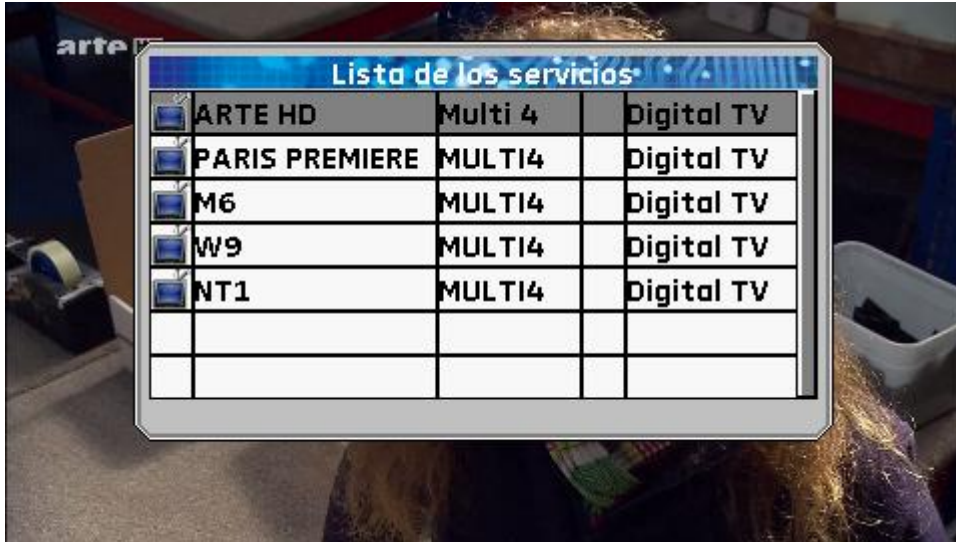 arte HD
Lista de los servicios
ARTE HD Multi 4 Digital TV
PARIS PREMIERE MULTI4 Digital TV
M6 MULTI4 Digital TV
W9 MULTI4 Digital TV
NT1 MULTI4 Digital TV